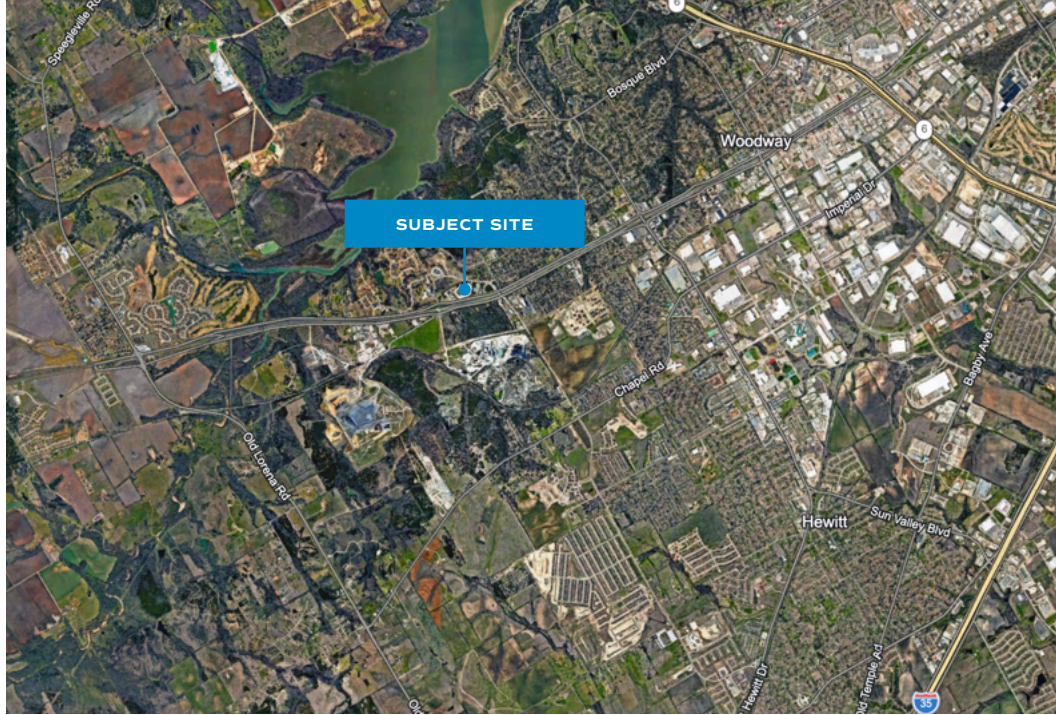 Speegleville Rd
6
Bosque Blvd
Woodway
6
Imperial Dr
SUBJECT SITE
Bagby Ave
Chapel Rd
Old Lorena Rd
Hewitt
Sun Valley Blvd
Hewitt Dr
Old Temple Rd
35